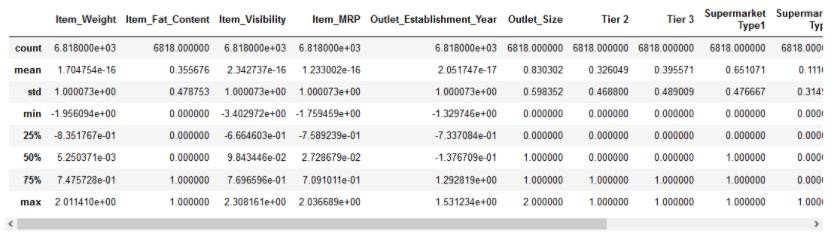 Item_Weight Item_Fat_Content Item_Visibility Item_MRP Outlet_Establishment_Year Outlet_Size Tier 2 Tier 3 Supermarket Type1 Supermar Typ
count 6.818000e+03 6818.000000 6.818000e+03 6.818000e+03 6.818000e+03 6818.000000 6818.000000 6818.000000 6818.000000 6818.000
mean 1.704754e-16 0.355676 2.342737e-16 1.233002e-16 2.051747e-17 0.830302 0.326049 0.395571 0.651071 0.111
std 1.000073e+00 0.478753 1.000073e+00 1.000073e+00 1.000073e+00 0.598352 0.468800 0.489009 0.476667 0.314
min -1.956094e+00 0.000000 -3.402972e+00 -1.759459e+00 -1.329746e+00 0.000000 0.000000 0.000000 0.000000 0.000
25% -8.351767e-01 0.000000 -6.664603e-01 -7.589239e-01 -7.337084e-01 0.000000 0.000000 0.000000 0.000000 0.000
50% 5.250371e-03 0.000000 9.843446e-02 2.728679e-02 -1.376709e-01 1.000000 0.000000 0.000000 1.000000 0.000
75% 7.475728e-01 1.000000 7.696596e-01 7.091011e-01 1.292819e+00 1.000000 1.000000 1.000000 1.000000 0.000
max 2.011410e+00 1.000000 2.308161e+00 2.036689e+00 1.531234e+00 2.000000 1.000000 1.000000 1.000000 1.000